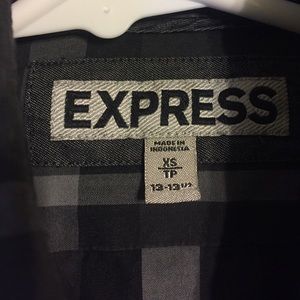 EXPRESS
MADE IN
INDONESIA
XS
TP
13-13 1/2